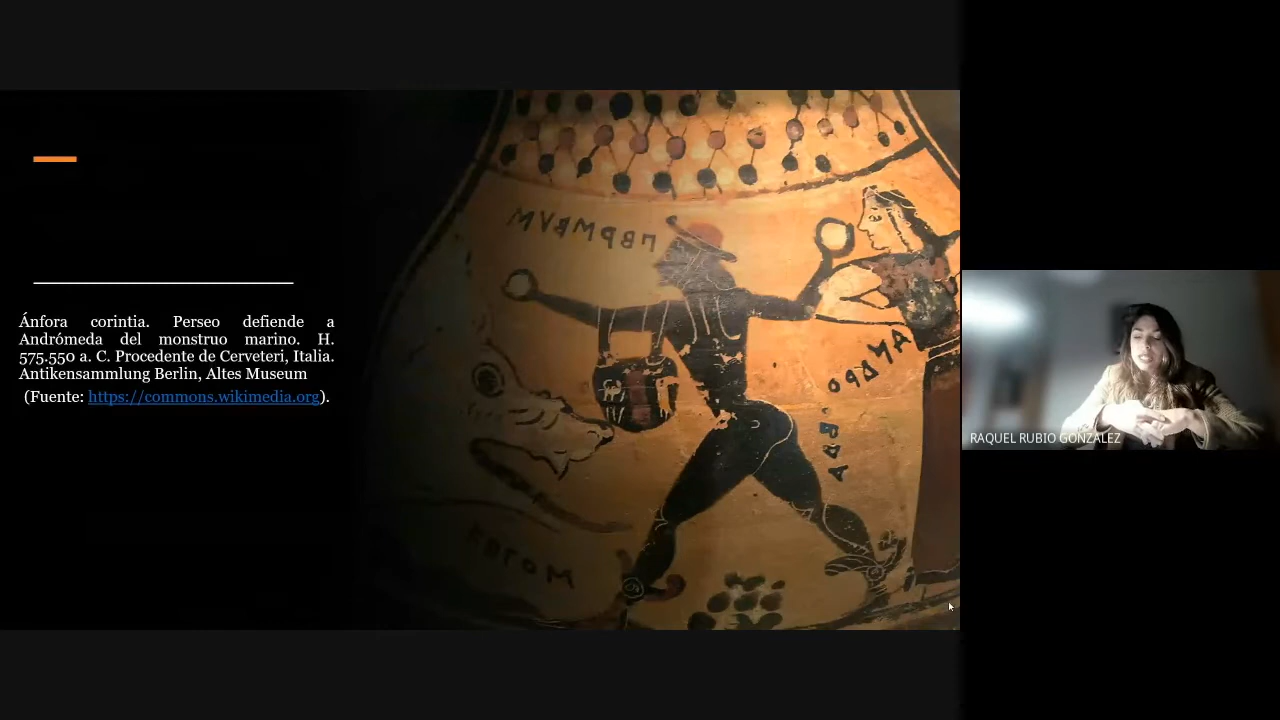 Ánfora corintia. Perseo defiende a
Andrómeda del monstruo marino. H.
575.550 a. C. Procedente de Cerveteri, Italia.
Antikensammlung Berlin, Altes Museum
(Fuente: https://commons.wikimedia.org).
RAQUEL RUBIO GONZALEZ